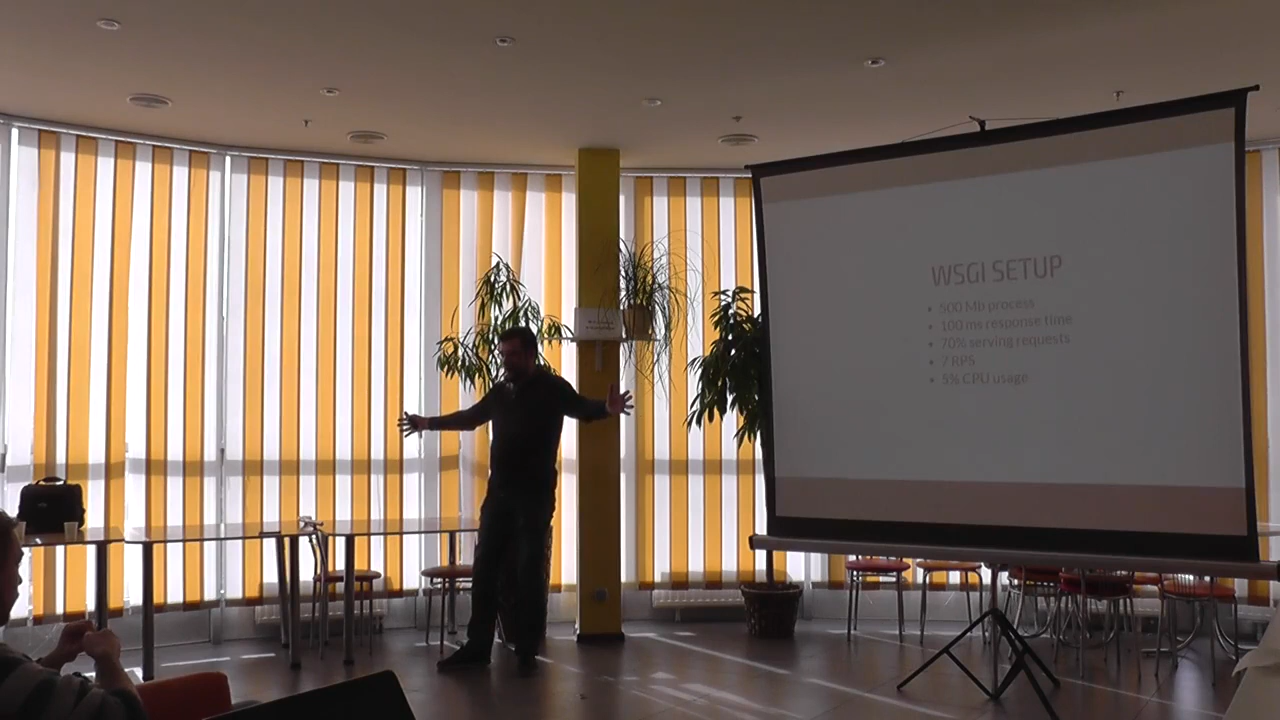 WSGI SETUP
• 500 Mb process
• 100 ms response time
• 70% serving requests
• 7 RPS
• 5% CPU usage